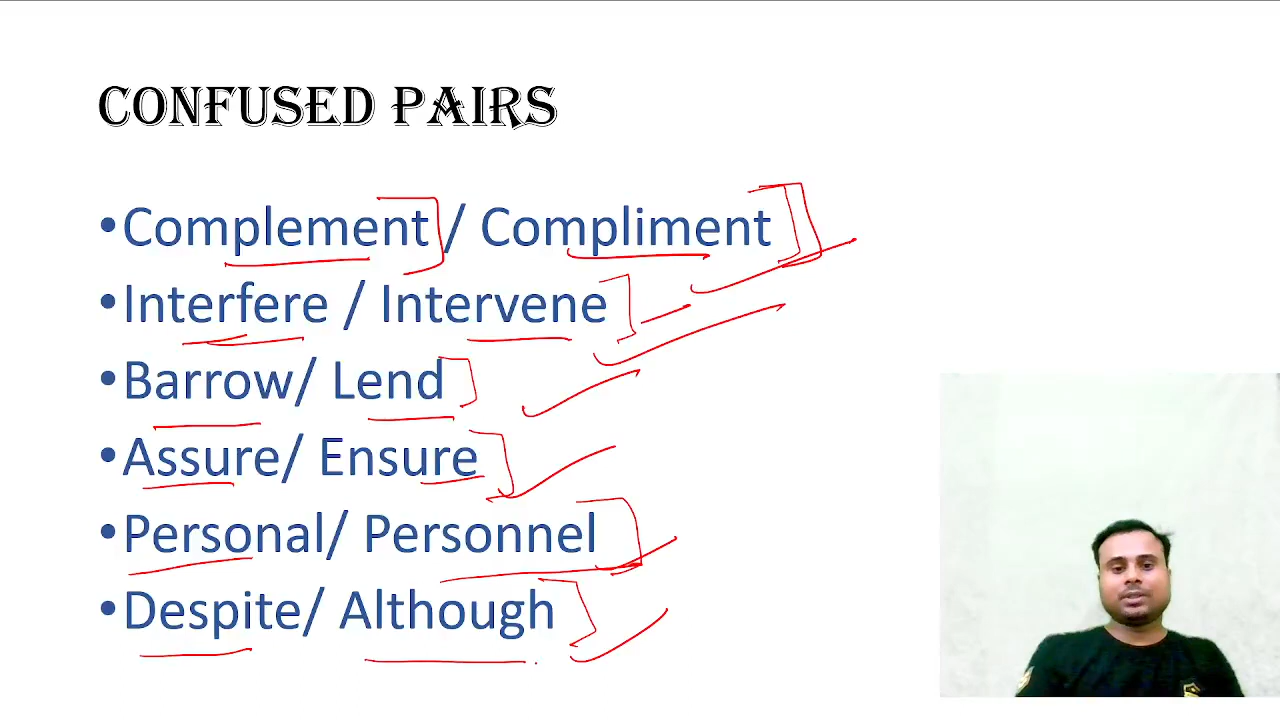 CONFUSED PAIRS
•Complement / Compliment
•Interfere / Intervene
•Barrow/ Lend
•Assure/ Ensure
•Personal/ Personnel
•Despite/ Although